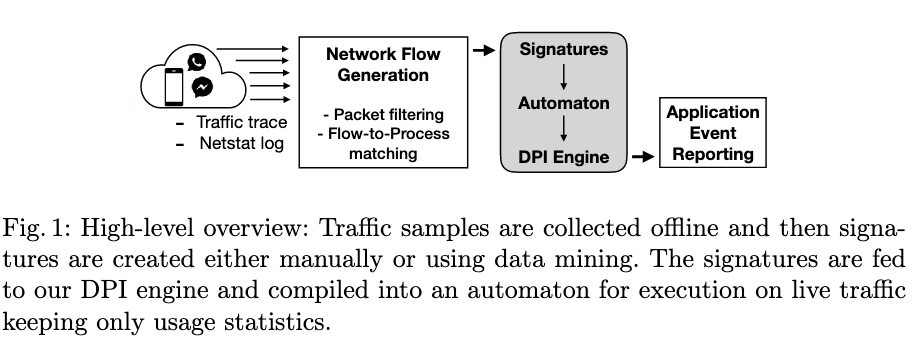 Network Flow
Generation
- Packet filtering
- Flow-to-Process
matching
- Traffic trace
- Netstat log
Signatures
Automaton
DPI Engine
Application
Event
Reporting
Fig. 1: High-level overview: Traffic samples are collected offline and then signa-
tures are created either manually or using data mining. The signatures are fed
to our DPI engine and compiled into an automaton for execution on live traffic
keeping only usage statistics.